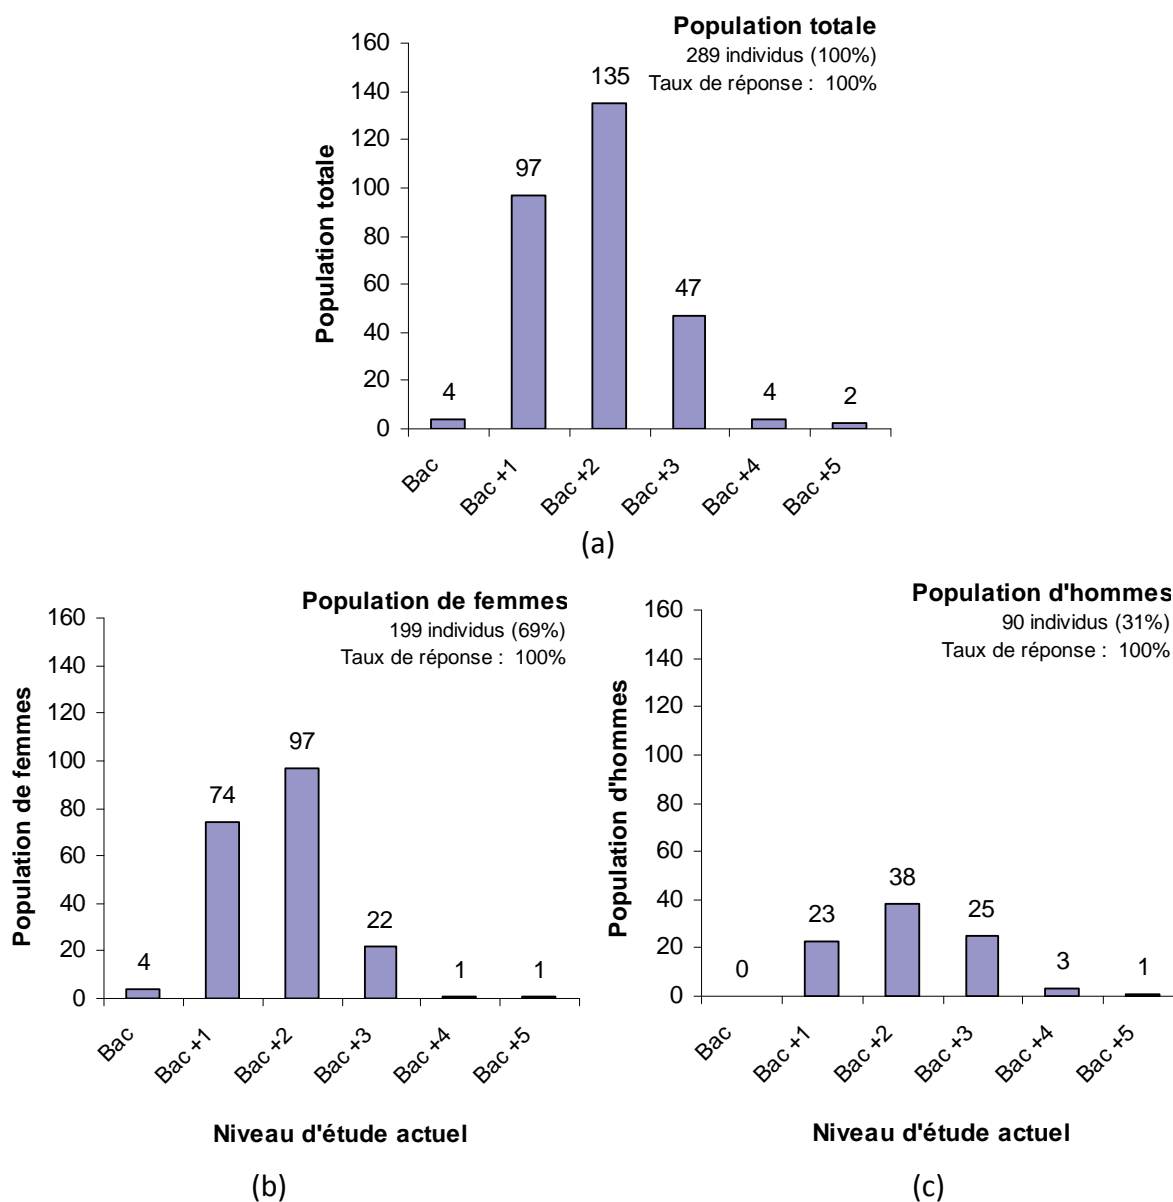 Population totale
289 individus (100%)
Taux de réponse :  100%
Population totale
160
140
120
100
80
60
40
20
0
4
97
135
47
4
2
Bac
Bac +1
Bac +2
Bac +3
Bac +4
Bac +5
(a)
Population de femmes
199 individus (69%)
Taux de réponse :  100%
Population de femmes
160
140
120
100
80
60
40
20
0
4
74
97
22
1
1
Bac
Bac +1
Bac +2
Bac +3
Bac +4
Bac +5
Niveau d'étude actuel
(b)
Population d'hommes
90 individus (31%)
Taux de réponse :  100%
Population d'hommes
160
140
120
100
80
60
40
20
0
0
23
38
25
3
1
Bac
Bac +1
Bac +2
Bac +3
Bac +4
Bac +5
Niveau d'étude actuel
(c)